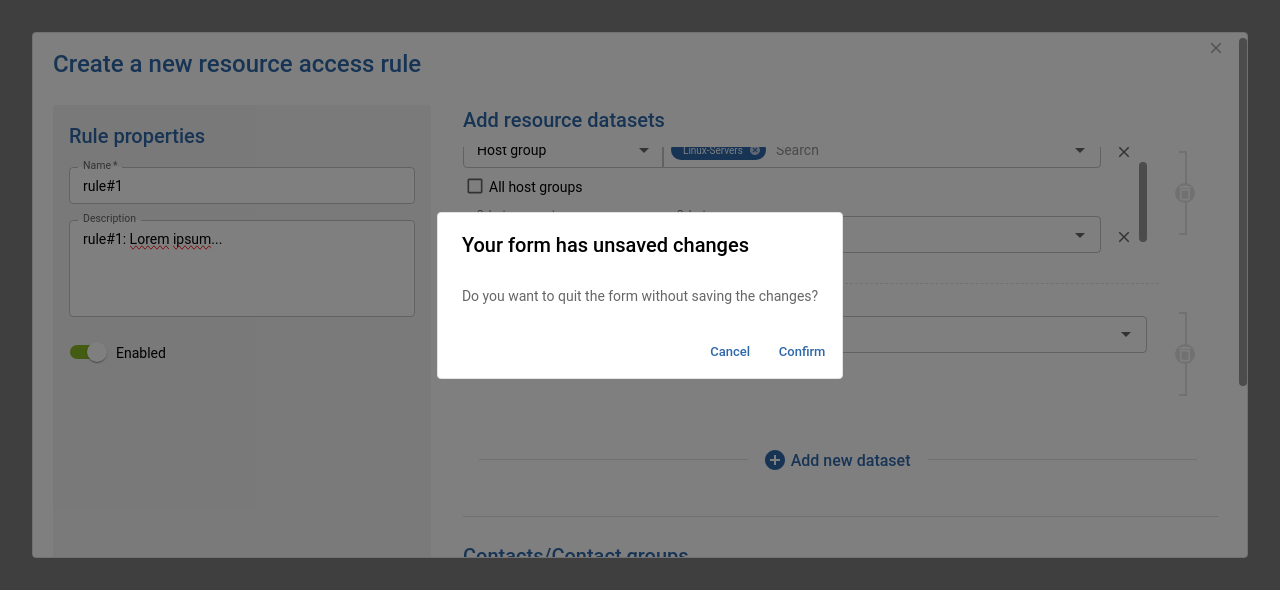 Create a new resource access rule
Rule properties
Name *
rule#1
Description
rule#1: Lorem ipsum...
Enabled
Add resource datasets
Host group
Linux-Servers
Search
All host groups
Your form has unsaved changes
Do you want to quit the form without saving the changes?
Cancel
Confirm
Add new dataset
Contacts/Contact groups